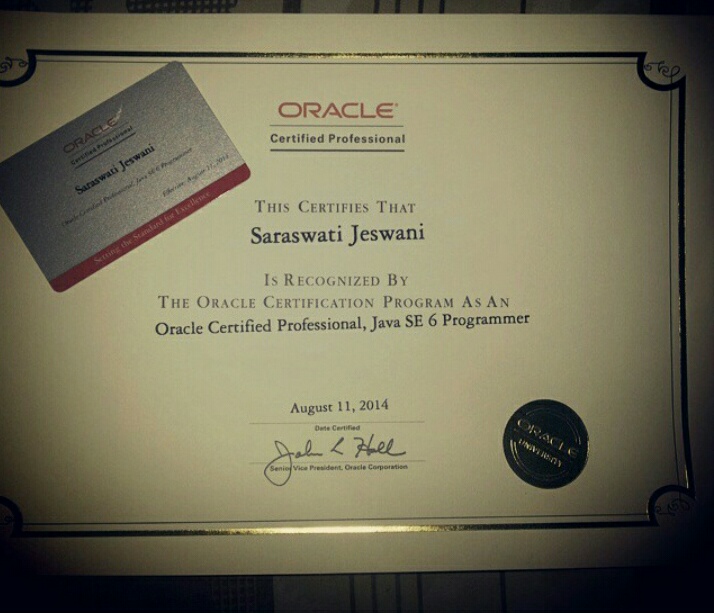 ORACLE
Certified Professional
Saraswati Jeswani
Oracle Certified Professional, Java SE 6 Programmer
Effective: August 11, 2014
Setting the Standard for Excellence
ORACLE®
Certified Professional
THIS CERTIFIES THAT
Saraswati Jeswani
IS RECOGNIZED BY
THE ORACLE CERTIFICATION PROGRAM AS AN
Oracle Certified Professional, Java SE 6 Programmer
August 11, 2014
Date Certified
John L Hall
Senior Vice President, Oracle Corporation
ORACLE
UNIVERSITY